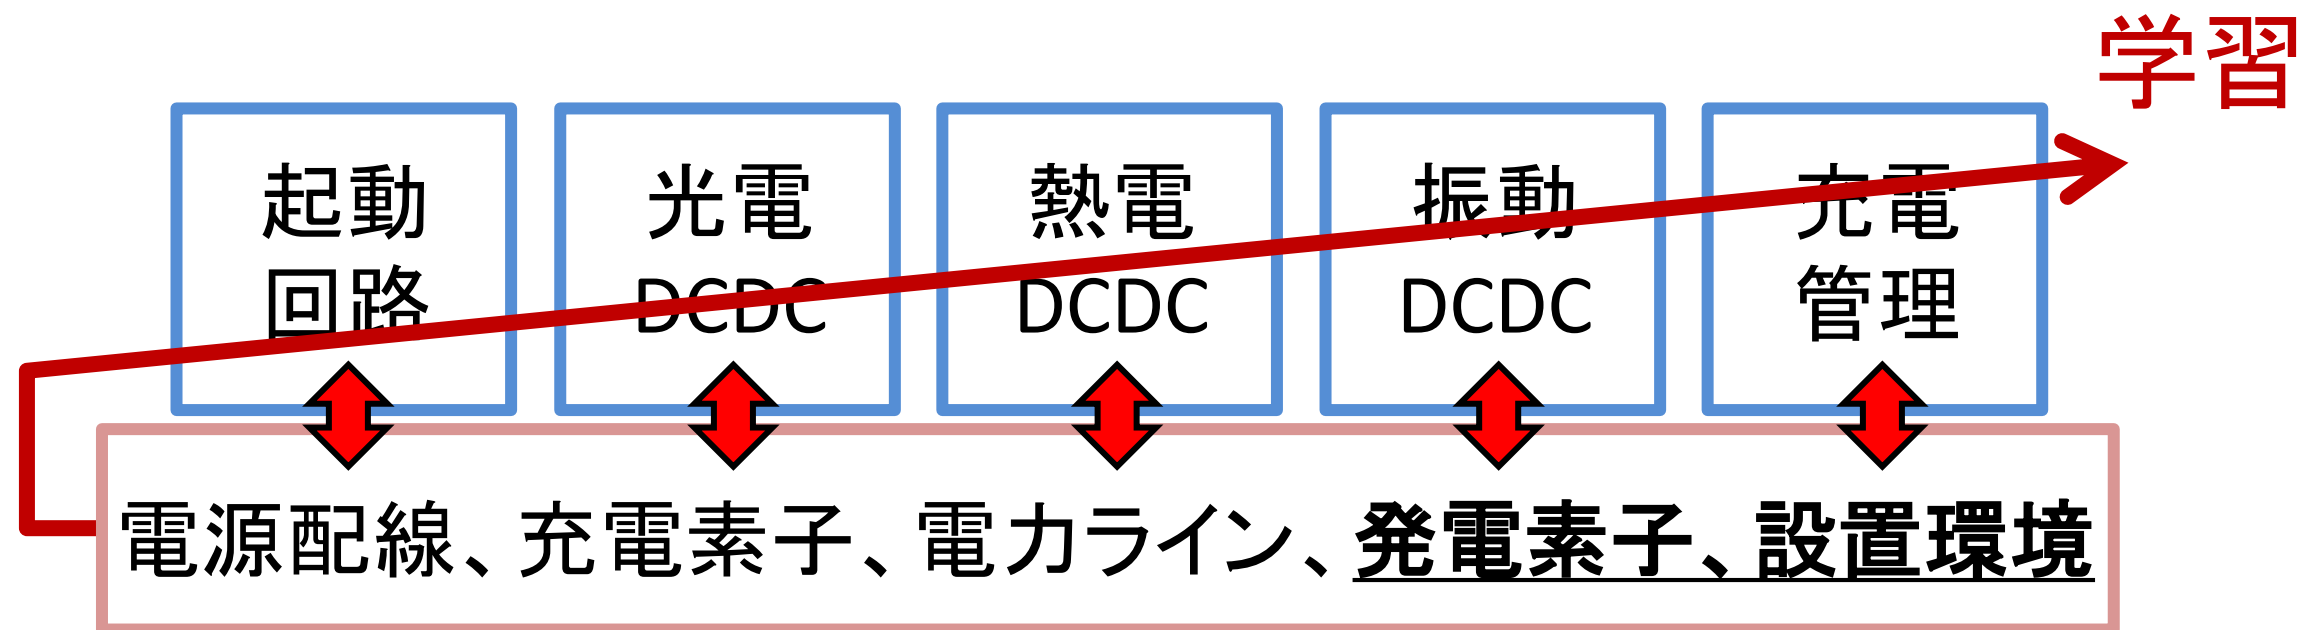 学習
起動
回路
光電
DCDC
熱電
DCDC
振動
DCDC
充電
管理
電源配線、充電素子、電力ライン、発電素子、設置環境